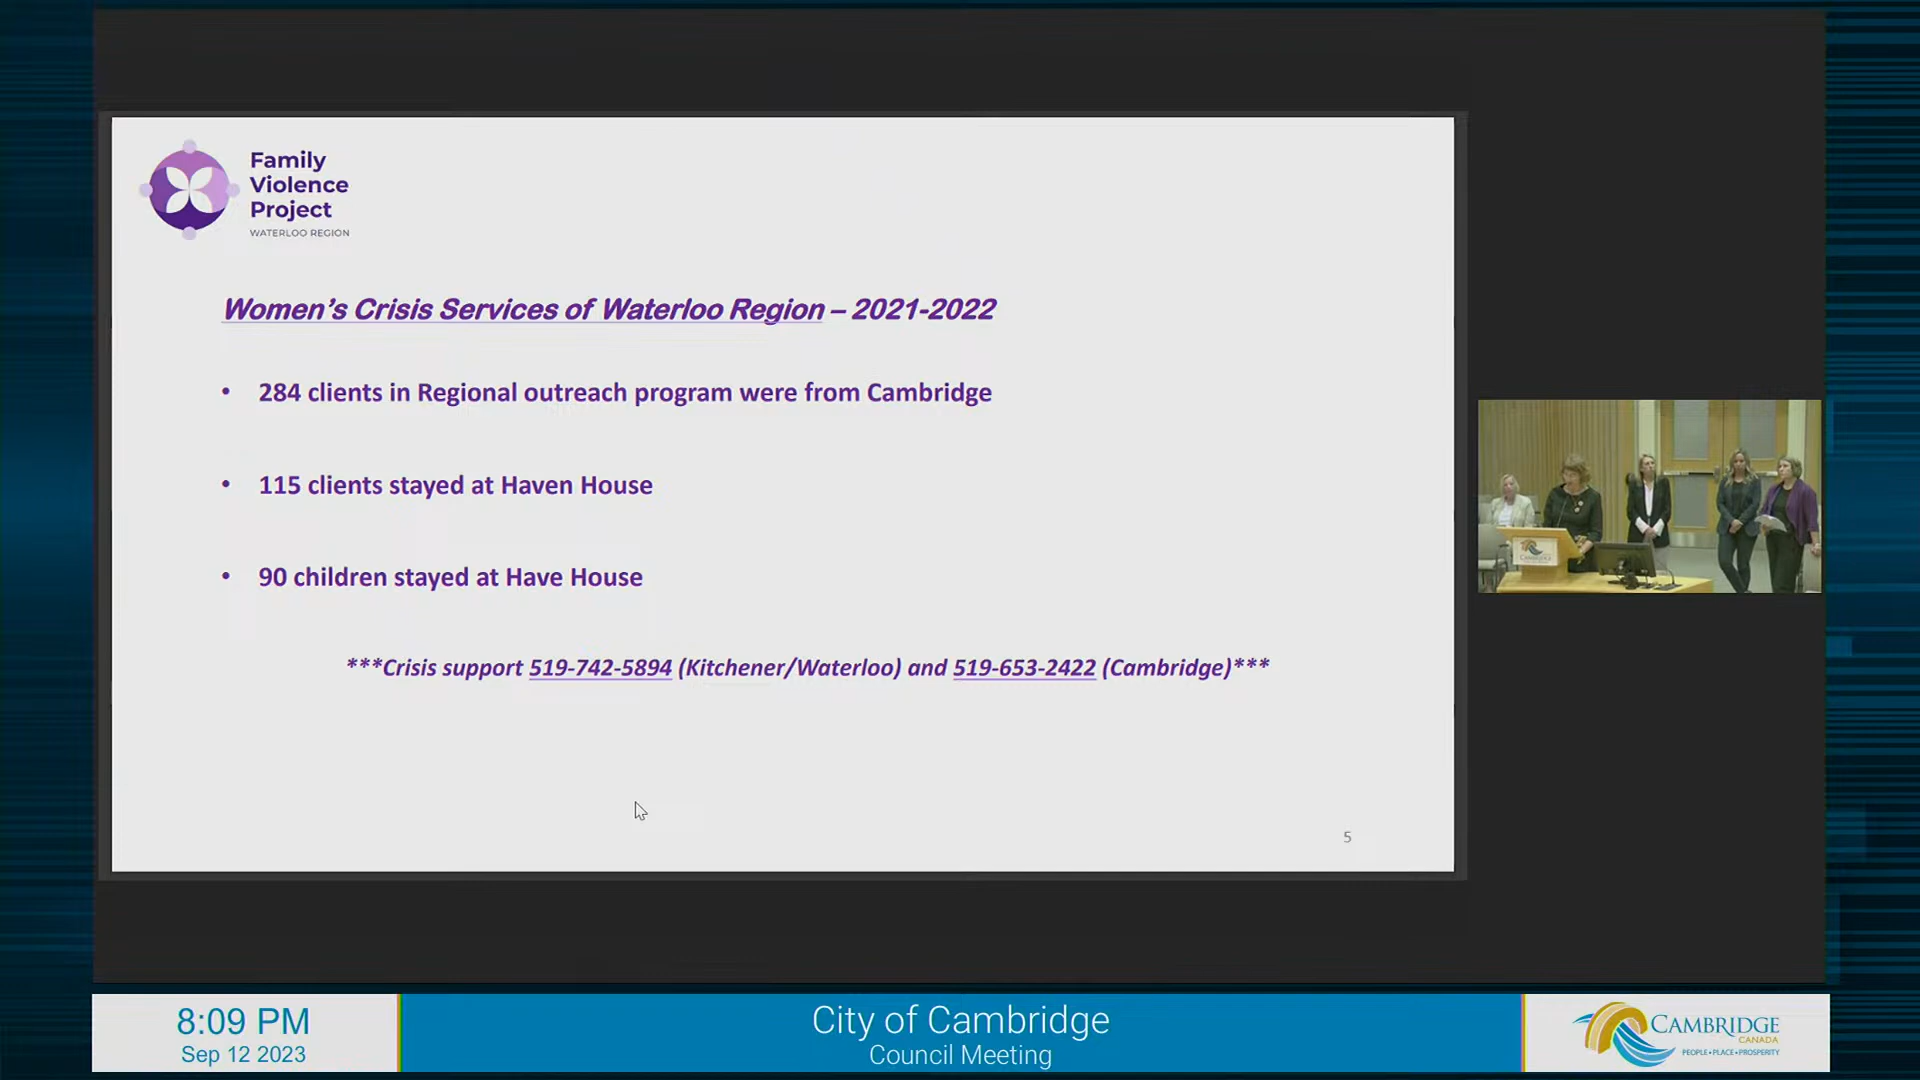 Family
Violence
Project
WATERLOO REGION
Women's Crisis Services of Waterloo Region – 2021-2022
• 284 clients in Regional outreach program were from Cambridge
• 115 clients stayed at Haven House
• 90 children stayed at Have House
***Crisis support 519-742-5894 (Kitchener/Waterloo) and 519-653-2422 (Cambridge)***
5
CAMBRIDGE
8:09 PM
Sep 12 2023
City of Cambridge
Council Meeting
CAMBRIDGE
CANADA
PEOPLE•PLACE•PROSPERITY